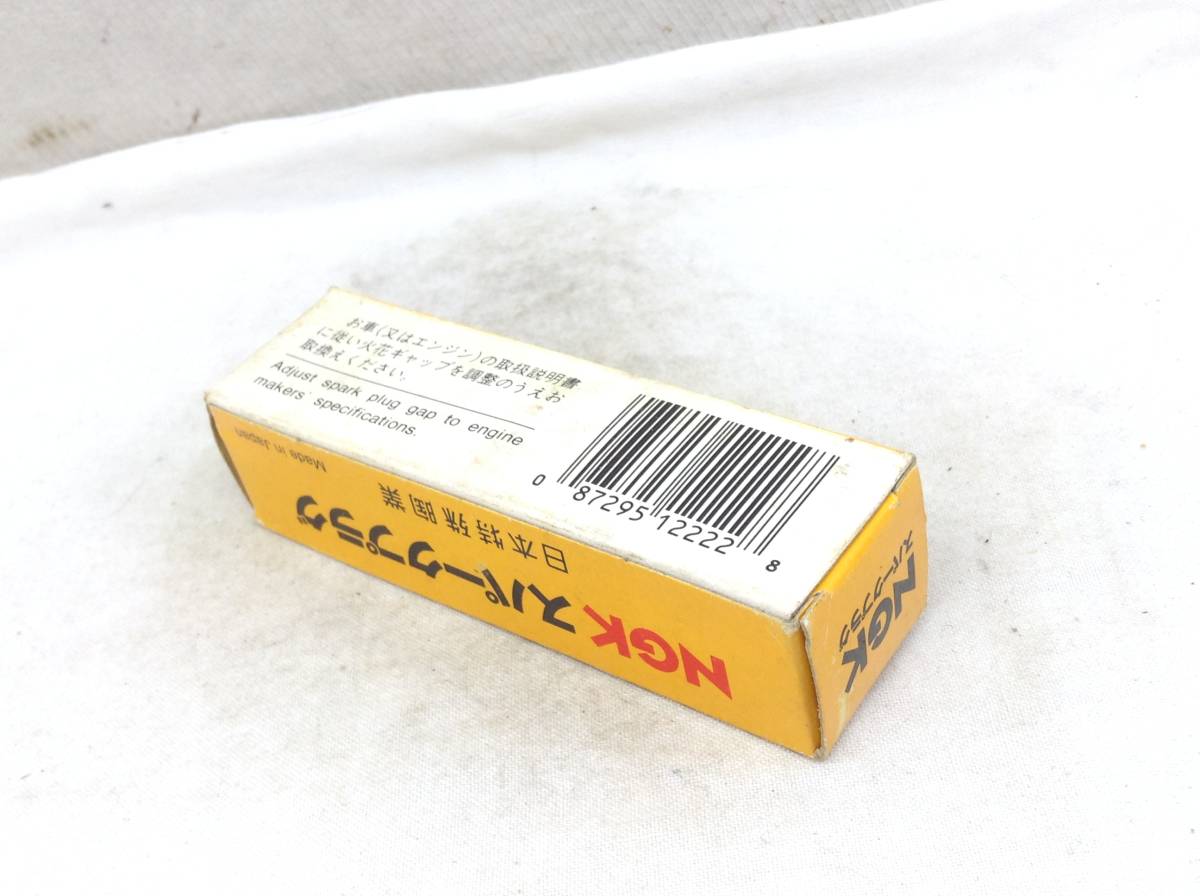 お車(又はエンジン)の取扱説明書
に従い火花ギャップを調整のうえお
取換えください。
Adjust spark plug gap to engine
makers' specifications.
0 87295 12222 8
Made in Japan
日本特殊陶業
NGK スパークプラグ
NGK
スパークプラグ